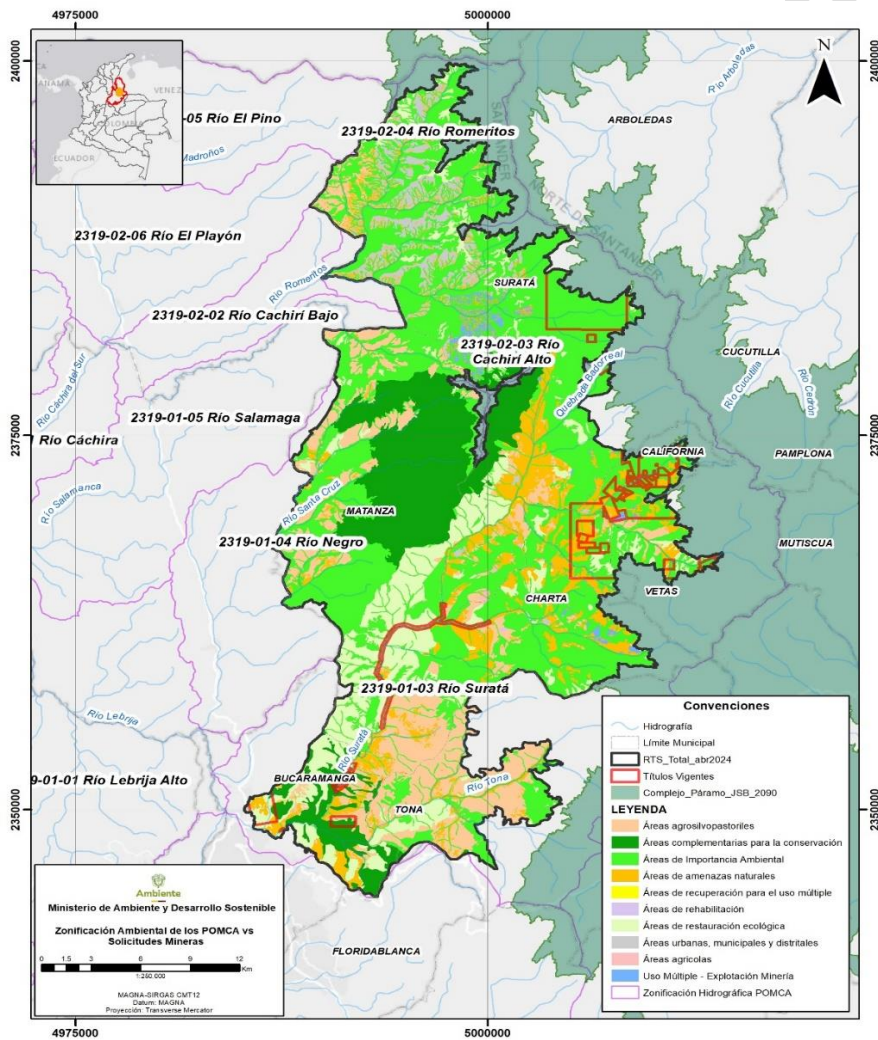 4975000
5000000
2400000
2400000
N
PANAMÁ
VENEZ
COLOMBIA
ECUADOR
-05 Río El Pino
Madroños
2319-02-04 Río Romeritos
SANTANDER
NORTE DE SANTANDER
Río Arboledas
ARBOLEDAS
2319-02-06 Río El Playón
Río Romeritos
SURATÁ
2319-02-02 Río Cachirí Bajo
2319-02-03 Río
Cachirí Alto
CUCUTILLA
Río Cáchira del Sur
Quebrada Badorreal
Río Cucutilla
Río Cedrón
2319-01-05 Río Salamaga
2375000
2375000
Río Cáchira
CALIFORNIA
PAMPLONA
Río Salamanca
Río Santa Cruz
MATANZA
2319-01-04 Río Negro
MUTISCUA
VETAS
CHARTA
2319-01-03 Río Suratá
Río Lebrija
Río Suratá
9-01-01 Río Lebrija Alto
BUCARAMANGA
Río Tona
TONA
2350000
2350000
FLORIDABLANCA
Ambiente
Ministerio de Ambiente y Desarrollo Sostenible
Zonificación Ambiental de los POMCA vs
Solicitudes Mineras
0 1.5 3 6 9 12
Km
1:260.000
MAGNA-SIRGAS CMT12
Datum: MAGNA
Proyección: Transverse Mercator
Convenciones
Hidrografía
Límite Municipal
RTS_Total_abr2024
Títulos Vigentes
Complejo_Páramo_JSB_2090
LEYENDA
Áreas agrosilvopastoriles
Áreas complementarias para la conservación
Áreas de Importancia Ambiental
Áreas de amenazas naturales
Áreas de recuperación para el uso múltiple
Áreas de rehabilitación
Áreas de restauración ecológica
Áreas urbanas, municipales y distritales
Áreas agrícolas
Uso Múltiple - Explotación Minería
Zonificación Hidrográfica POMCA
4975000
5000000